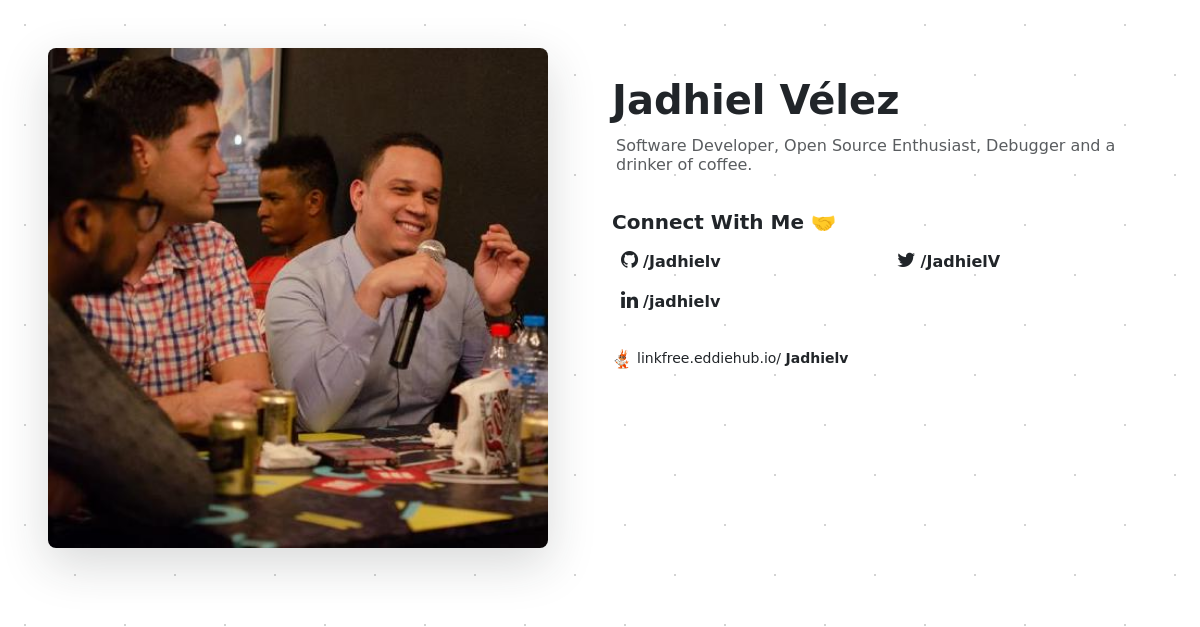 Jadhiel Vélez
Software Developer, Open Source Enthusiast, Debugger and a
drinker of coffee.
Connect With Me 🤝
/Jadhielv
/JadhielV
/jadhielv
linkfree.eddiehub.io/ Jadhielv